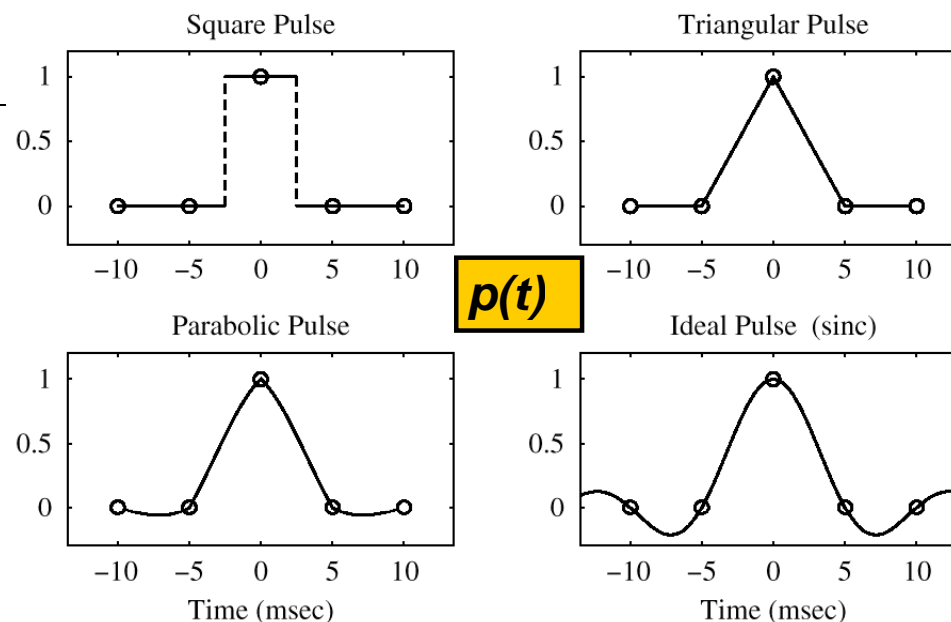 Square Pulse
1
0.5
0
−10 −5 0 5 10
Triangular Pulse
1
0.5
0
−10 −5 0 5 10
p(t)
Parabolic Pulse
1
0.5
0
−10 −5 0 5 10
Time (msec)
Ideal Pulse (sinc)
1
0.5
0
−10 −5 0 5 10
Time (msec)